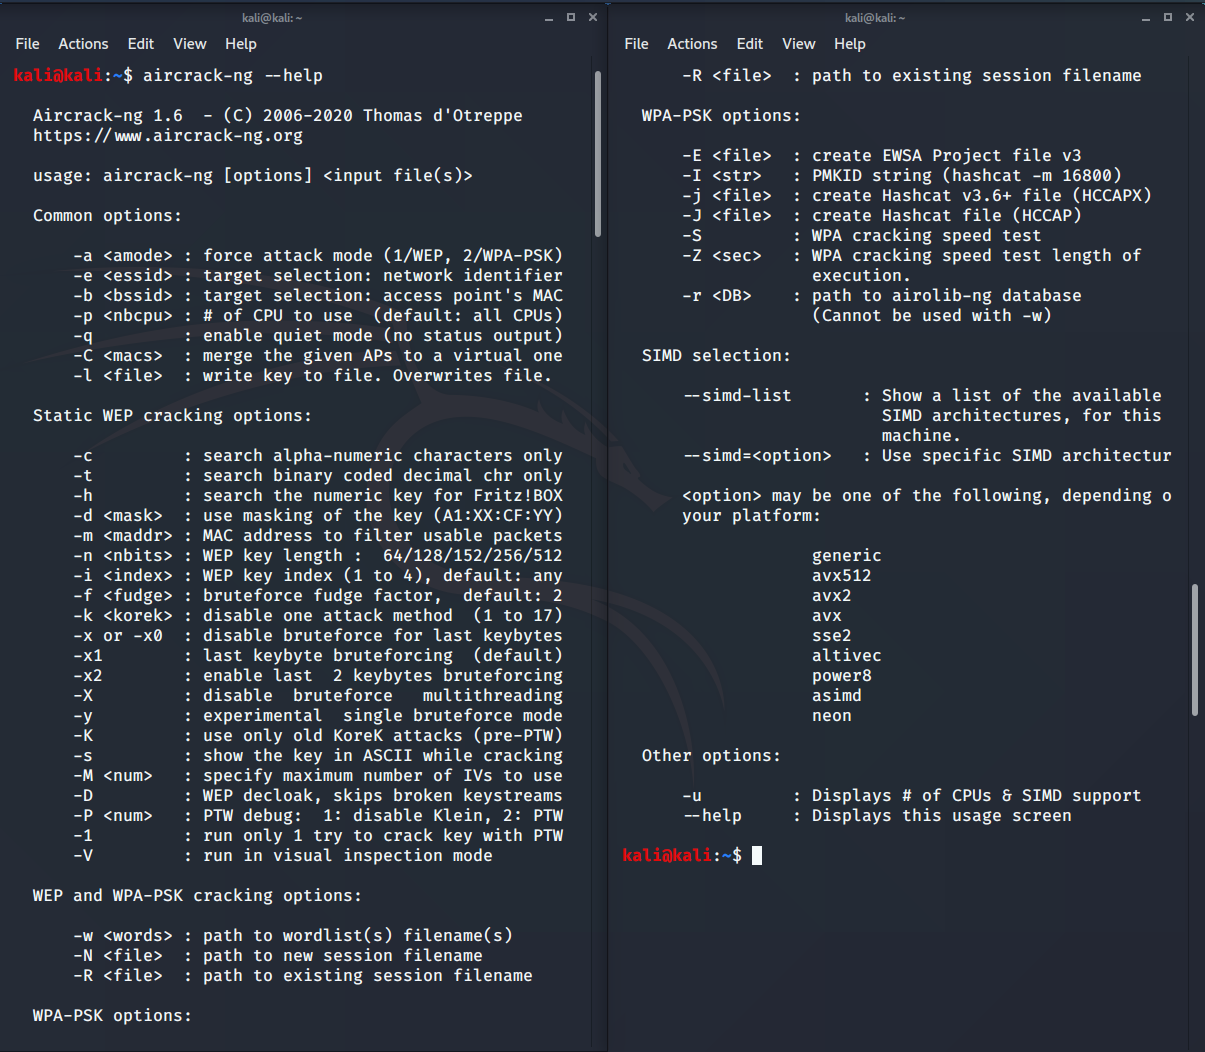 kali@kali: ~
File Actions Edit View Help
kali@kali:~$ aircrack-ng --help
Aircrack-ng 1.6  - (C) 2006-2020 Thomas d'Otreppe
https://www.aircrack-ng.org
usage: aircrack-ng [options] <input file(s)>
Common options:
-a <amode> : force attack mode (1/WEP, 2/WPA-PSK)
-e <essid> : target selection: network identifier
-b <bssid> : target selection: access point's MAC
-p <nbcpu> : # of CPU to use  (default: all CPUs)
-q         : enable quiet mode (no status output)
-C <macs>  : merge the given APs to a virtual one
-l <file>  : write key to file. Overwrites file.
Static WEP cracking options:
-c         : search alpha-numeric characters only
-t         : search binary coded decimal chr only
-h         : search the numeric key for Fritz!BOX
-d <mask>  : use masking of the key (A1:XX:CF:YY)
-m <maddr> : MAC address to filter usable packets
-n <nbits> : WEP key length :  64/128/152/256/512
-i <index> : WEP key index (1 to 4), default: any
-f <fudge> : bruteforce fudge factor,  default: 2
-k <korek> : disable one attack method  (1 to 17)
-x or -x0  : disable bruteforce for last keybytes
-x1        : last keybyte bruteforcing  (default)
-x2        : enable last  2 keybytes bruteforcing
-X         : disable  bruteforce   multithreading
-y         : experimental  single bruteforce mode
-K         : use only old KoreK attacks (pre-PTW)
-s         : show the key in ASCII while cracking
-M <num>   : specify maximum number of IVs to use
-D         : WEP decloak, skips broken keystreams
-P <num>   : PTW debug:  1: disable Klein, 2: PTW
-1         : run only 1 try to crack key with PTW
-V         : run in visual inspection mode
WEP and WPA-PSK cracking options:
-w <words> : path to wordlist(s) filename(s)
-N <file>  : path to new session filename
-R <file>  : path to existing session filename
WPA-PSK options:
kali@kali: ~
File Actions Edit View Help
-R <file>  : path to existing session filename
WPA-PSK options:
-E <file>  : create EWSA Project file v3
-I <str>   : PMKID string (hashcat -m 16800)
-j <file>  : create Hashcat v3.6+ file (HCCAPX)
-J <file>  : create Hashcat file (HCCAP)
-S         : WPA cracking speed test
-Z <sec>   : WPA cracking speed test length of
execution.
-r <DB>    : path to airolib-ng database
(Cannot be used with -w)
SIMD selection:
--simd-list       : Show a list of the available
SIMD architectures, for this
machine.
--simd=<option>   : Use specific SIMD architectur
<option> may be one of the following, depending o
your platform:
generic
avx512
avx2
avx
sse2
altivec
power8
asimd
neon
Other options:
-u         : Displays # of CPUs & SIMD support
--help     : Displays this usage screen
kali@kali:~$